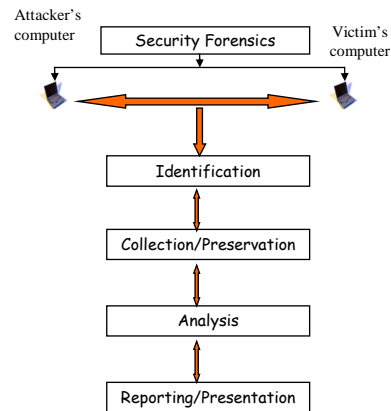 Attacker's
computer
Security Forensics
Victim's
computer
Identification
Collection/Preservation
Analysis
Reporting/Presentation